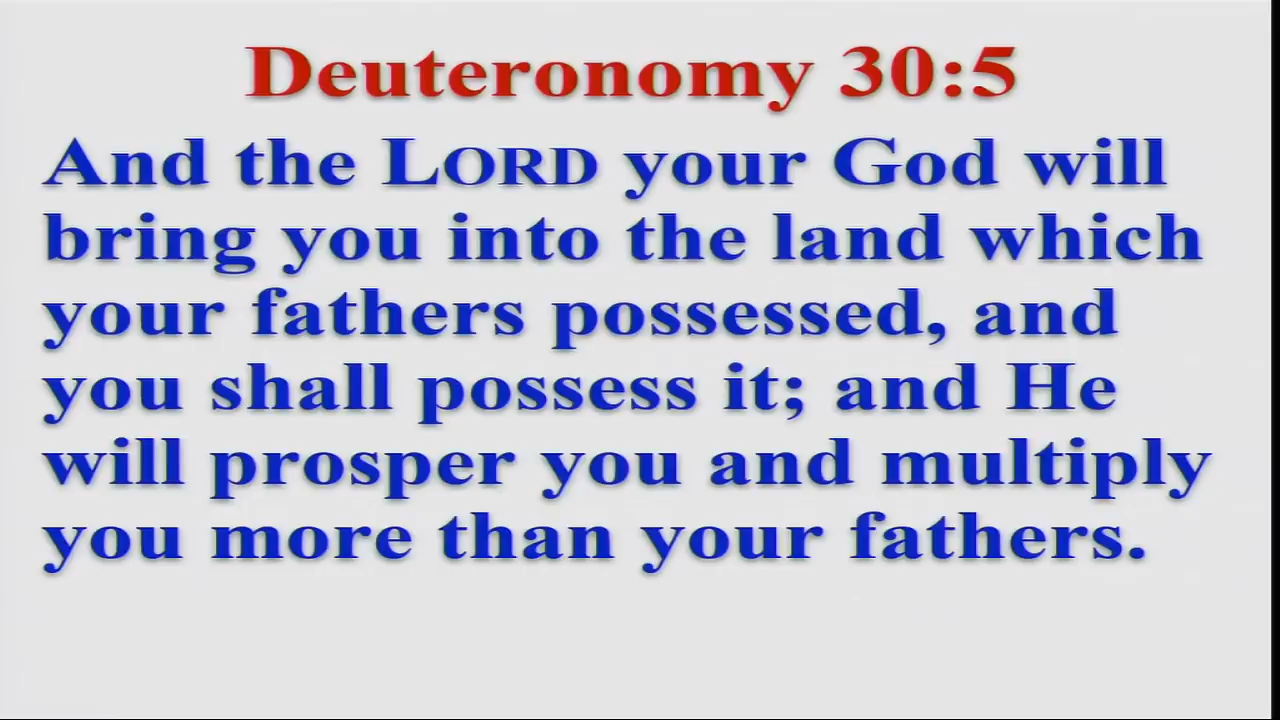 Deuteronomy 30:5
And the LORD your God will
bring you into the land which
your fathers possessed, and
you shall possess it; and He
will prosper you and multiply
you more than your fathers.